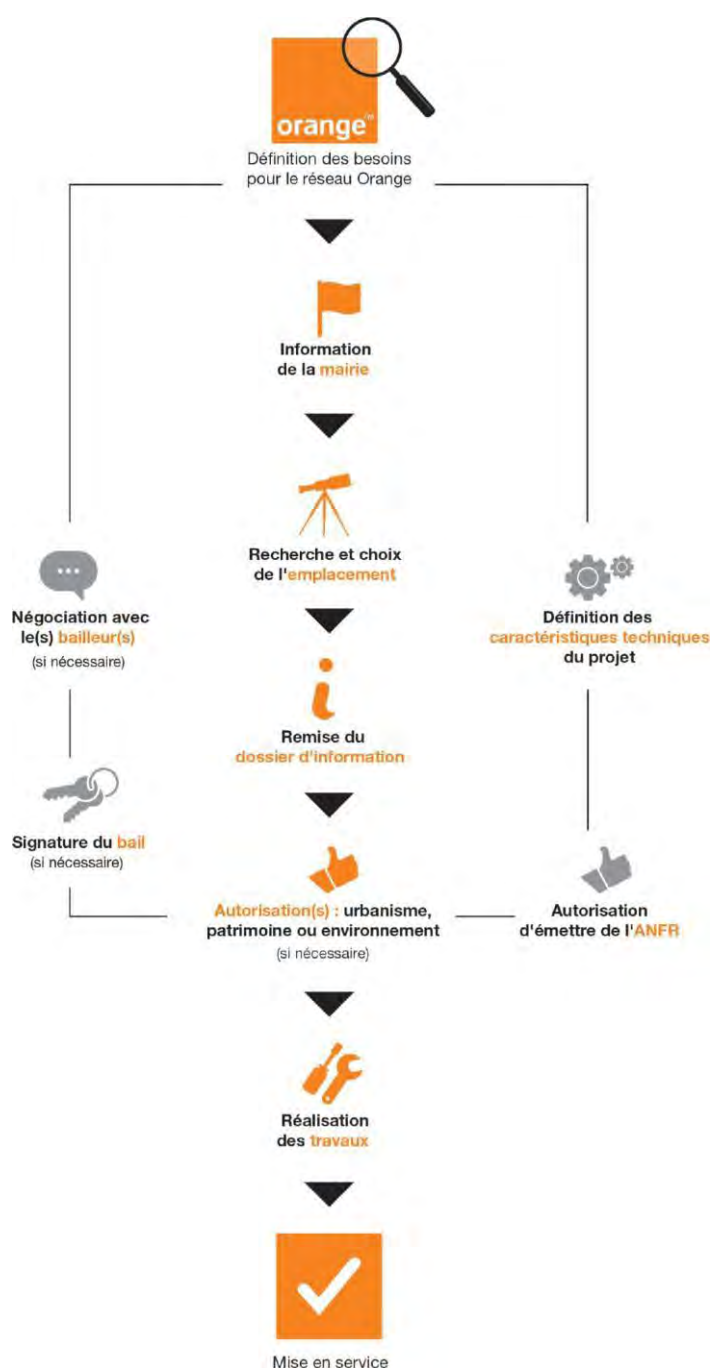 orange™
Définition des besoins
pour le réseau Orange
Information
de la mairie
Recherche et choix
de l'emplacement
Négociation avec
le(s) bailleur(s)
(si nécessaire)
Définition des
caractéristiques techniques
du projet
Remise du
dossier d'information
Signature du bail
(si nécessaire)
Autorisation(s) : urbanisme,
patrimoine ou environnement
(si nécessaire)
Autorisation
d'émettre de l'ANFR
Réalisation
des travaux
Mise en service